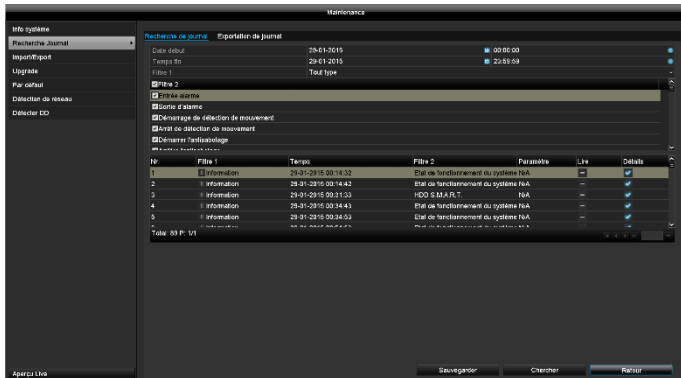 Maintenance
Info système
Recherche Journal
Import/Export
Upgrade
Par défaut
Détection de réseau
Détecter DD
Aperçu Live
Recherche de journal Exportation de journal
Date début 29-01-2015 00:00:00
Temps fin 29-01-2015 23:59:59
Filtre 1 Tout type
Filtre 2
Entrée alarme
Sortie d'alarme
Démarrage de détection de mouvement
Arrêt de détection de mouvement
Démarrer l'antisabotage
Nr. Filtre 1 Temps Filtre 2 Paramètre Lire Détails
1 Information 29-01-2015 00:14:32 Etat de fonctionnement du système N/A
2 Information 29-01-2015 00:14:42 Etat de fonctionnement du système N/A
3 Information 29-01-2015 00:31:33 HDD S.M.A.R.T. N/A
4 Information 29-01-2015 00:34:43 Etat de fonctionnement du système N/A
5 Information 29-01-2015 00:34:53 Etat de fonctionnement du système N/A
Total: 89 P: 1/1
Sauvegarder Chercher Retour